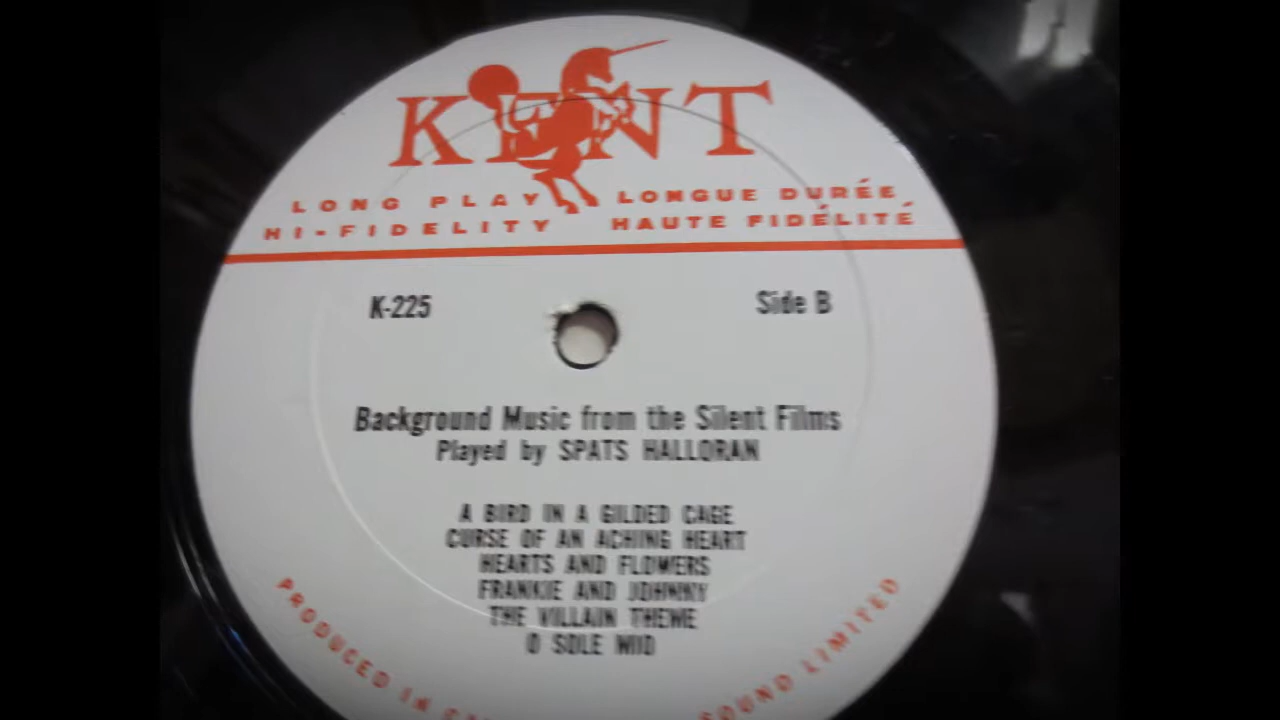 KENT
LONG PLAY LONGUE DURÉE
HI-FIDELITY HAUTE FIDÉLITÉ
K-225 Side B
Background Music from the Silent Films
Played by SPATS HALLORAN
A BIRD IN A GILDED CAGE
CURSE OF AN ACHING HEART
HEARTS AND FLOWERS
FRANKIE AND JOHNNY
THE VILLAIN THEME
O SOLE MIO
PRODUCED IN
SOUND LIMITED